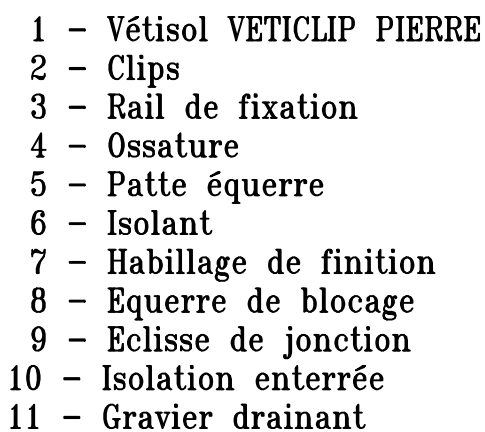 1 – Vétisol VETICLIP PIERRE
2 – Clips
3 – Rail de fixation
4 – Ossature
5 – Patte équerre
6 – Isolant
7 – Habillage de finition
8 – Equerre de blocage
9 – Eclisse de jonction
10 – Isolation enterrée
11 – Gravier drainant